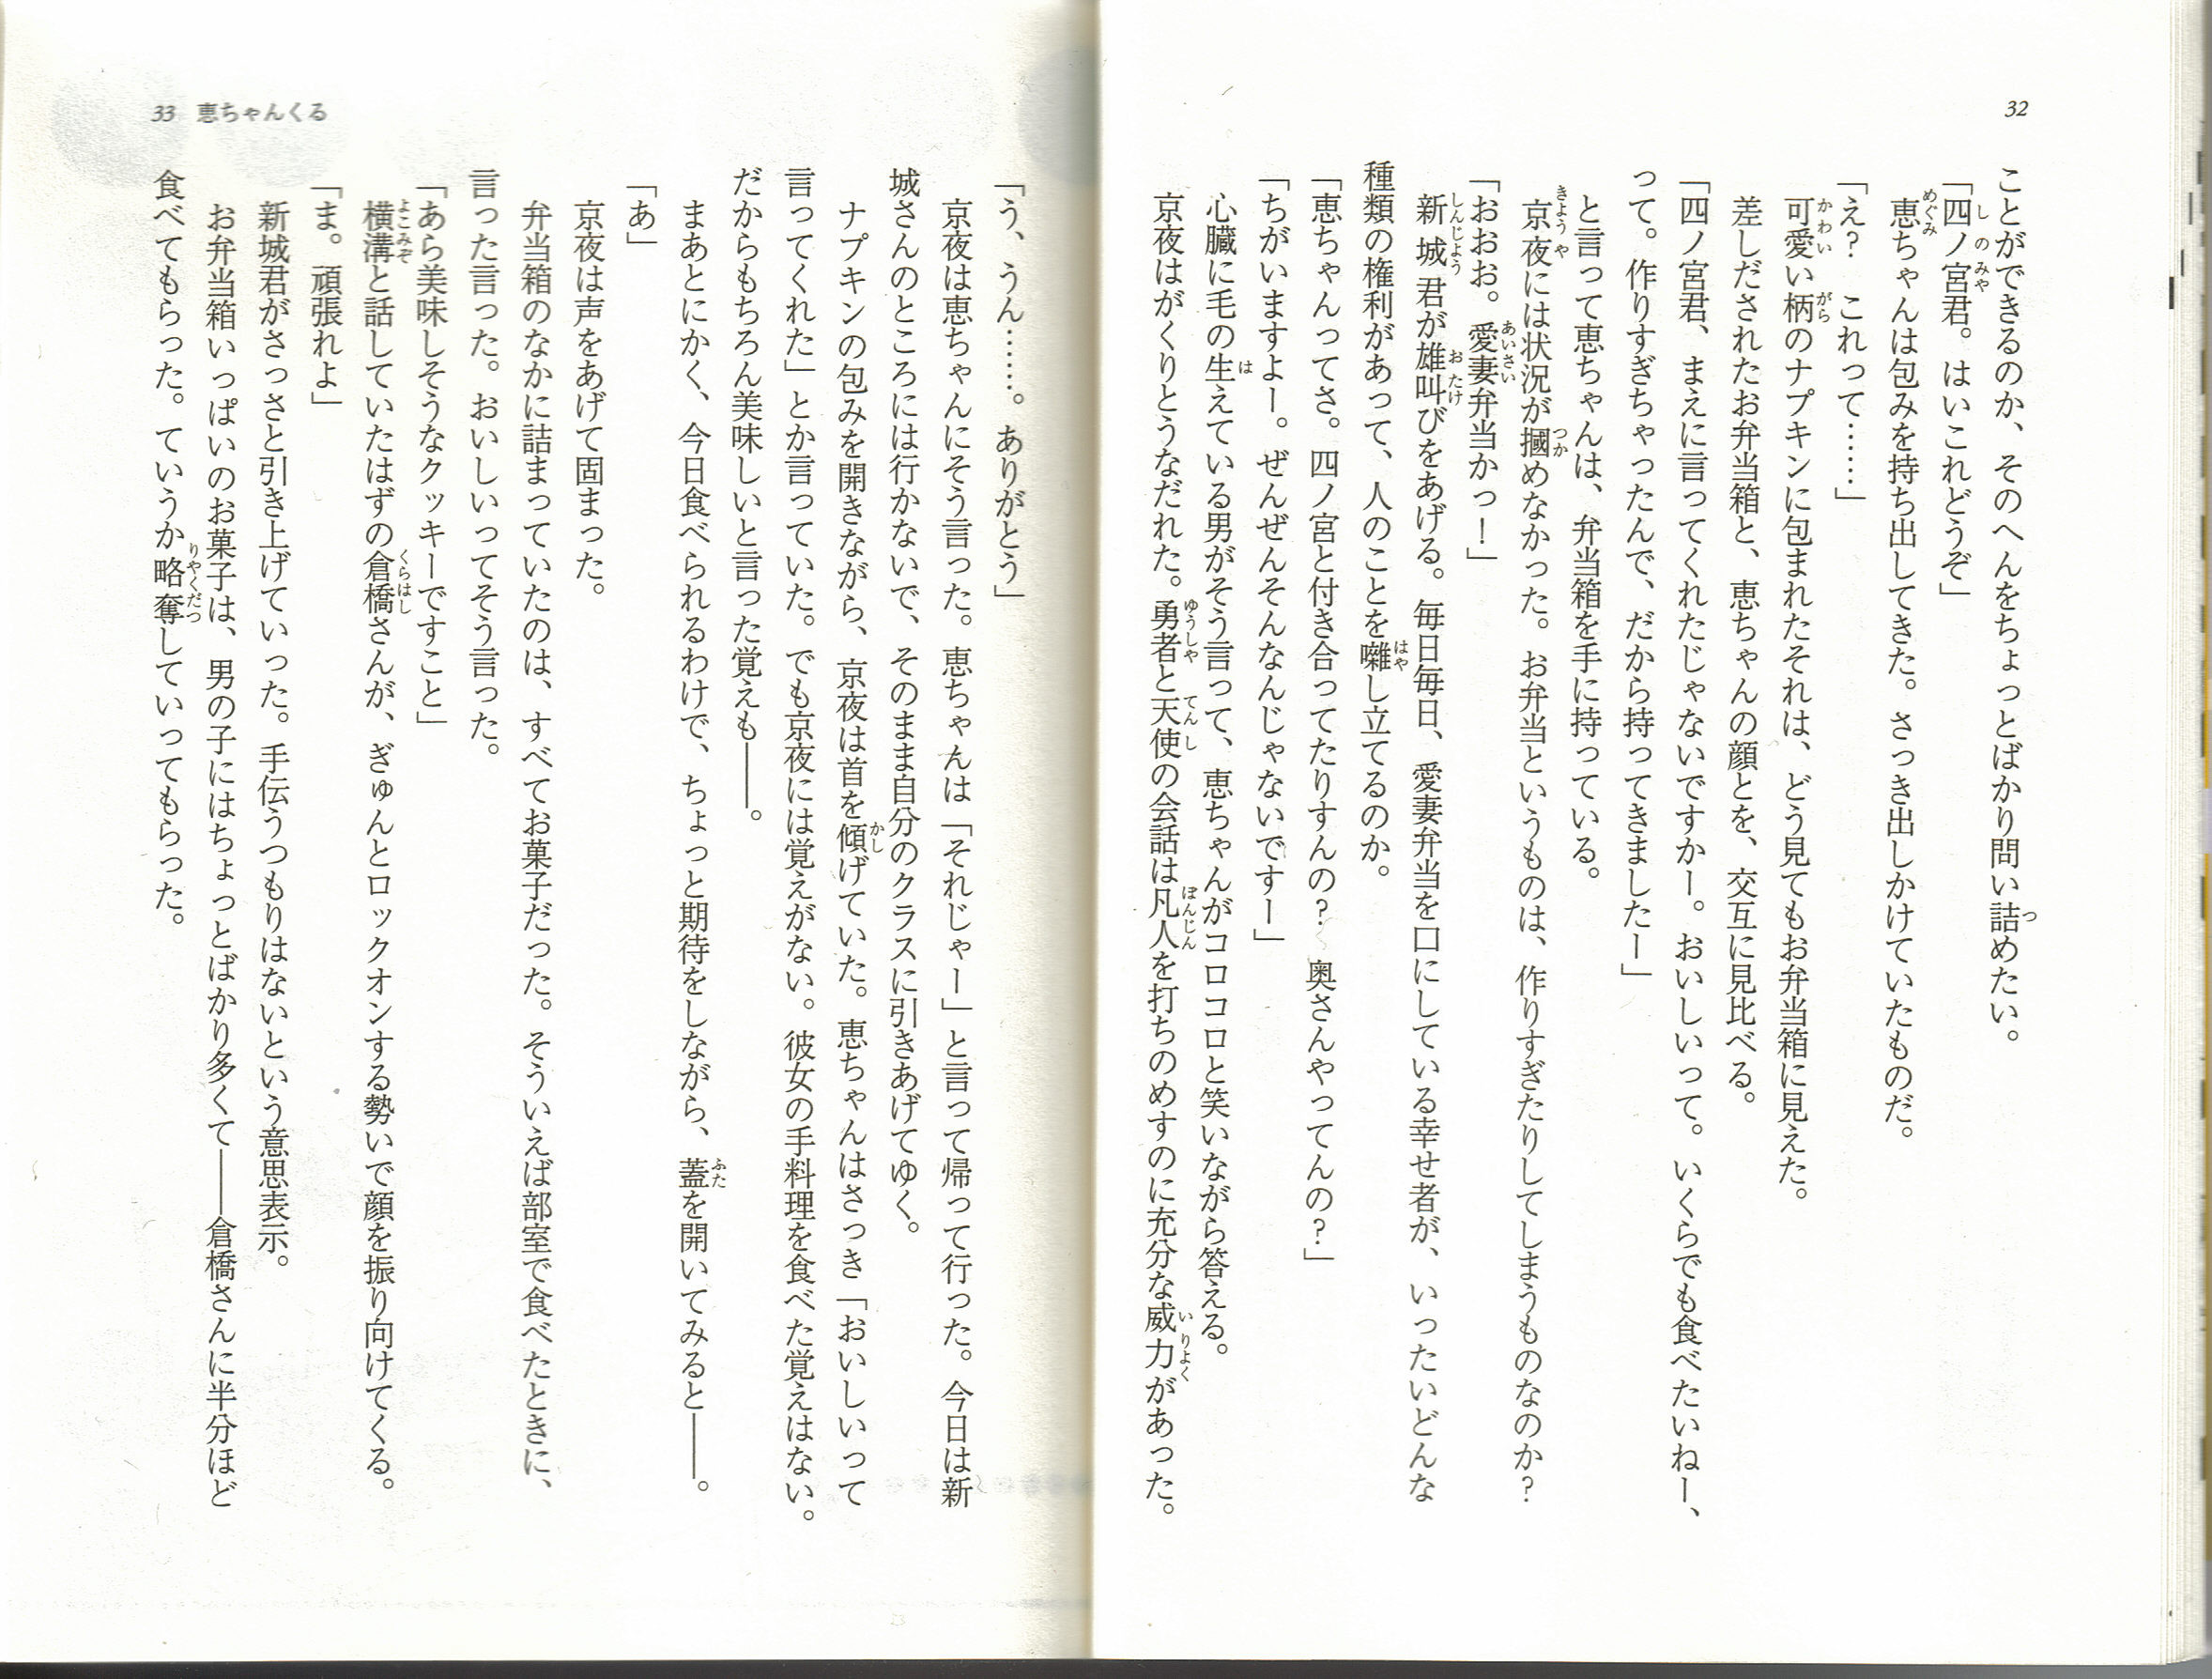 32
ことができるのか、そのへんをちょっとばかり問い詰めたい。
「四ノ宮君。はいこれどうぞ」
恵ちゃんは包みを持ち出してきた。さっき出しかけていたものだ。
「え？　これって……」
可愛い柄のナプキンに包まれたそれは、どう見てもお弁当箱に見えた。
差しだされたお弁当箱と、恵ちゃんの顔とを、交互に見比べる。
「四ノ宮君、まえに言ってくれたじゃないですかー。おいしいって。いくらでも食べたいねー、
って。作りすぎちゃったんで、だから持ってきましたー」
と言って恵ちゃんは、弁当箱を手に持っている。
京夜には状況が摑めなかった。お弁当というものは、作りすぎたりしてしまうものなのか？
「おおお。愛妻弁当かっ！」
新城君が雄叫びをあげる。毎日毎日、愛妻弁当を口にしている幸せ者が、いったいどんな
種類の権利があって、人のことを囃し立てるのか。
「恵ちゃんってさ。四ノ宮と付き合ってたりすんの？　奥さんやってんの？」
「ちがいますよー。ぜんぜんそんなんじゃないですー」
心臓に毛の生えている男がそう言って、恵ちゃんがコロコロと笑いながら答える。
京夜はがくりとうなだれた。勇者と天使の会話は凡人を打ちのめすのに充分な威力があった。
33　恵ちゃんくる
「う、うん……。ありがとう」
京夜は恵ちゃんにそう言った。恵ちゃんは「それじゃー」と言って帰って行った。今日は新
城さんのところには行かないで、そのまま自分のクラスに引きあげてゆく。
ナプキンの包みを開きながら、京夜は首を傾げていた。恵ちゃんはさっき「おいしいって
言ってくれた」とか言っていた。でも京夜には覚えがない。彼女の手料理を食べた覚えはない。
だからもちろん美味しいと言った覚えも――。
まあとにかく、今日食べられるわけで、ちょっと期待をしながら、蓋を開いてみると――。
「あ」
京夜は声をあげて固まった。
弁当箱のなかに詰まっていたのは、すべてお菓子だった。そういえば部室で食べたときに、
言った言った。おいしいってそう言った。
「あら美味しそうなクッキーですこと」
横溝と話していたはずの倉橋さんが、ぎゅんとロックオンする勢いで顔を振り向けてくる。
「ま。頑張れよ」
新城君がさっさと引き上げていった。手伝うつもりはないという意思表示。
お弁当箱いっぱいのお菓子は、男の子にはちょっとばかり多くて――倉橋さんに半分ほど
食べてもらった。ていうか略奪していってもらった。